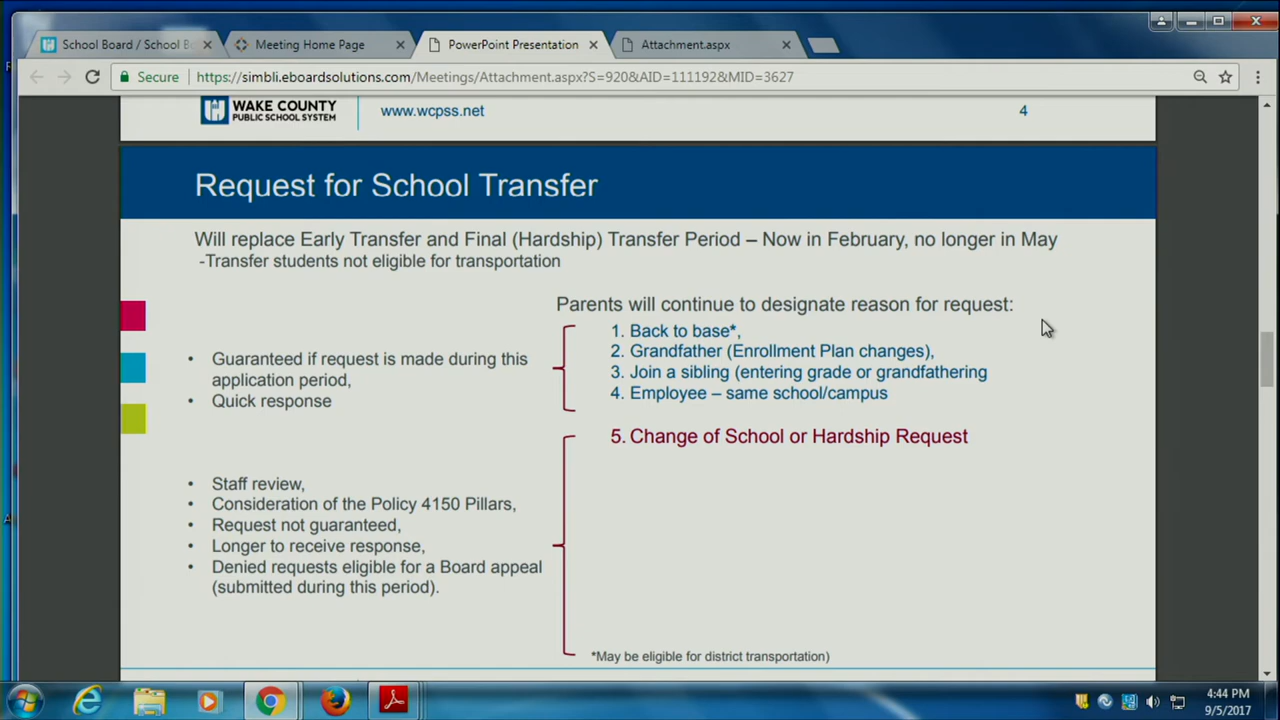 School Board / School B
Meeting Home Page
PowerPoint Presentation
Attachment.aspx
Secure
https://simbli.eboardsolutions.com/Meetings/Attachment.aspx?S=920&AID=111192&MID=3627
WAKE COUNTY
PUBLIC SCHOOL SYSTEM
www.wcpss.net
4
Request for School Transfer
Will replace Early Transfer and Final (Hardship) Transfer Period – Now in February, no longer in May
-Transfer students not eligible for transportation
Parents will continue to designate reason for request:
1. Back to base*,
2. Grandfather (Enrollment Plan changes),
3. Join a sibling (entering grade or grandfathering
4. Employee – same school/campus
• Guaranteed if request is made during this
application period,
• Quick response
5. Change of School or Hardship Request
• Staff review,
• Consideration of the Policy 4150 Pillars,
• Request not guaranteed,
• Longer to receive response,
• Denied requests eligible for a Board appeal
(submitted during this period).
*May be eligible for district transportation)
4:44 PM
9/5/2017